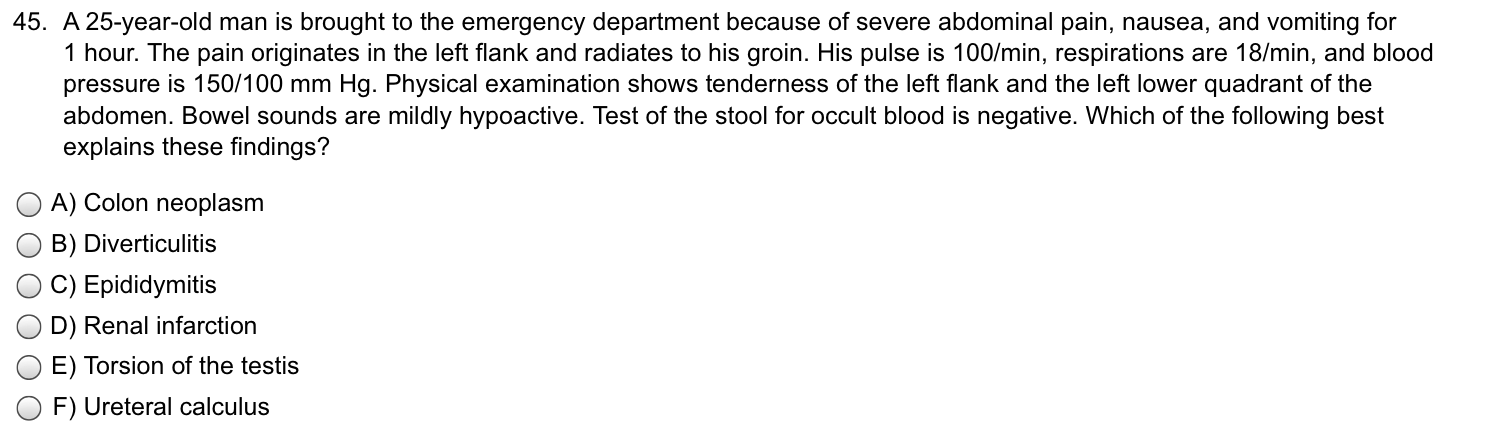 45. A 25-year-old man is brought to the emergency department because of severe abdominal pain, nausea, and vomiting for
1 hour. The pain originates in the left flank and radiates to his groin. His pulse is 100/min, respirations are 18/min, and blood
pressure is 150/100 mm Hg. Physical examination shows tenderness of the left flank and the left lower quadrant of the
abdomen. Bowel sounds are mildly hypoactive. Test of the stool for occult blood is negative. Which of the following best
explains these findings?
A) Colon neoplasm
B) Diverticulitis
C) Epididymitis
D) Renal infarction
E) Torsion of the testis
F) Ureteral calculus